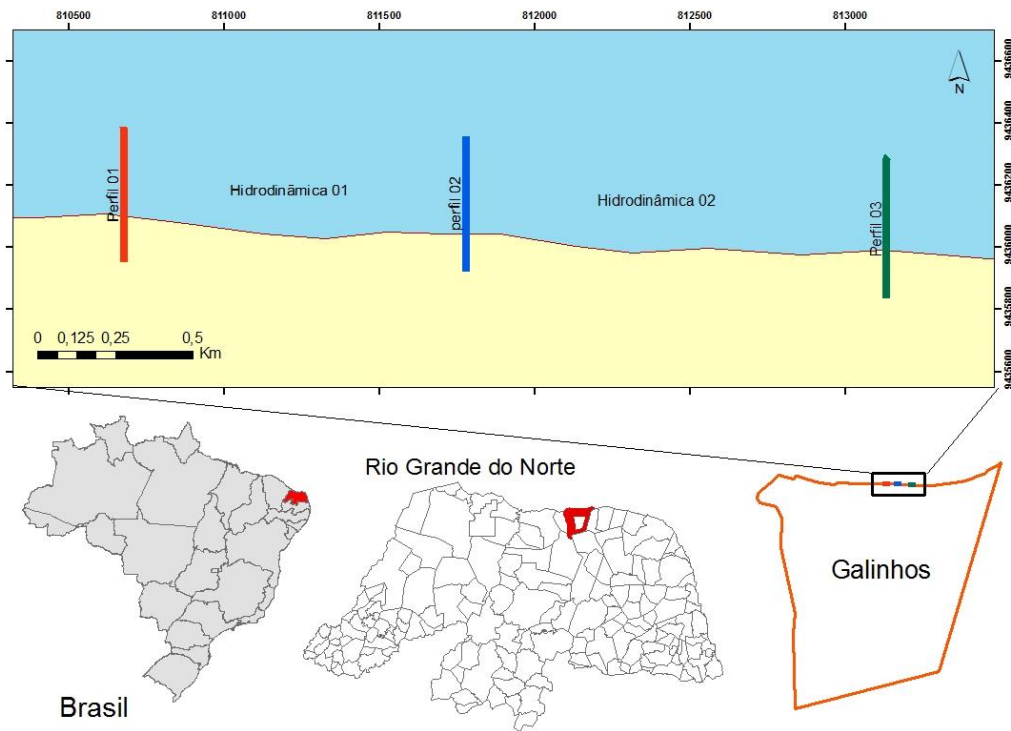 810500 811000 811500 812000 812500 813000
9436600
9436400
9436200
9436000
9435800
9435600
N
Perfil 01
Hidrodinãmica 01
perfil 02
Hidrodinâmica 02
Perfil 03
0 0,125 0,25 0,5
Km
Rio Grande do Norte
Galinhos
Brasil